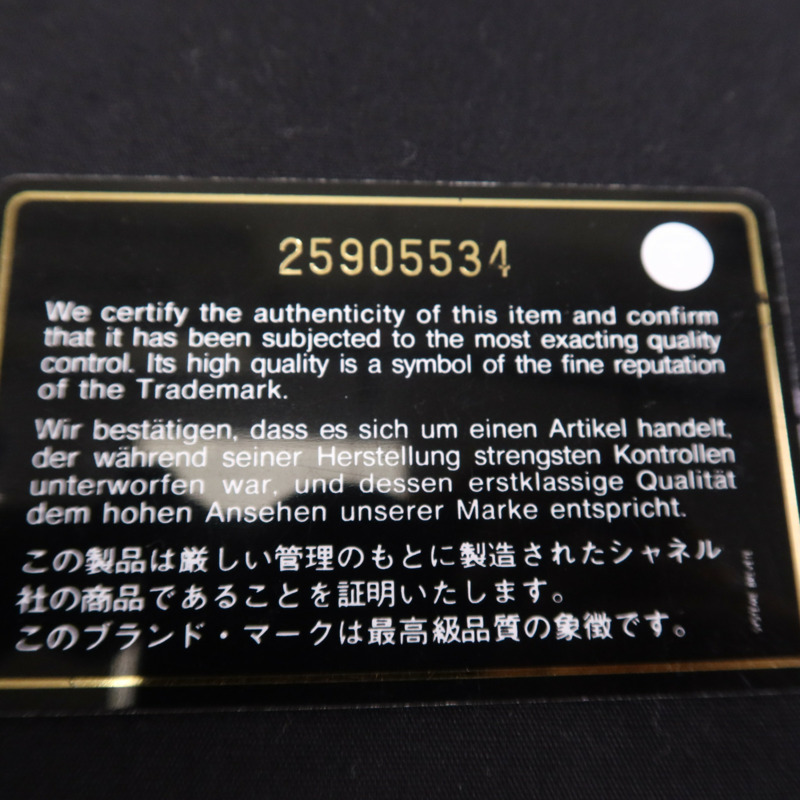 25905534
We certify the authenticity of this item and confirm
that it has been subjected to the most exacting quality
control. Its high quality is a symbol of the fine reputation
of the Trademark.
Wir bestätigen, dass es sich um einen Artikel handelt,
der während seiner Herstellung strengsten Kontrollen
unterworfen war, und dessen erstklassige Qualität
dem hohen Ansehen unserer Marke entspricht.
この製品は厳しい管理のもとに製造されたシャネル
社の商品であることを証明いたします。
このブランド・マークは最高級品質の象徴です。